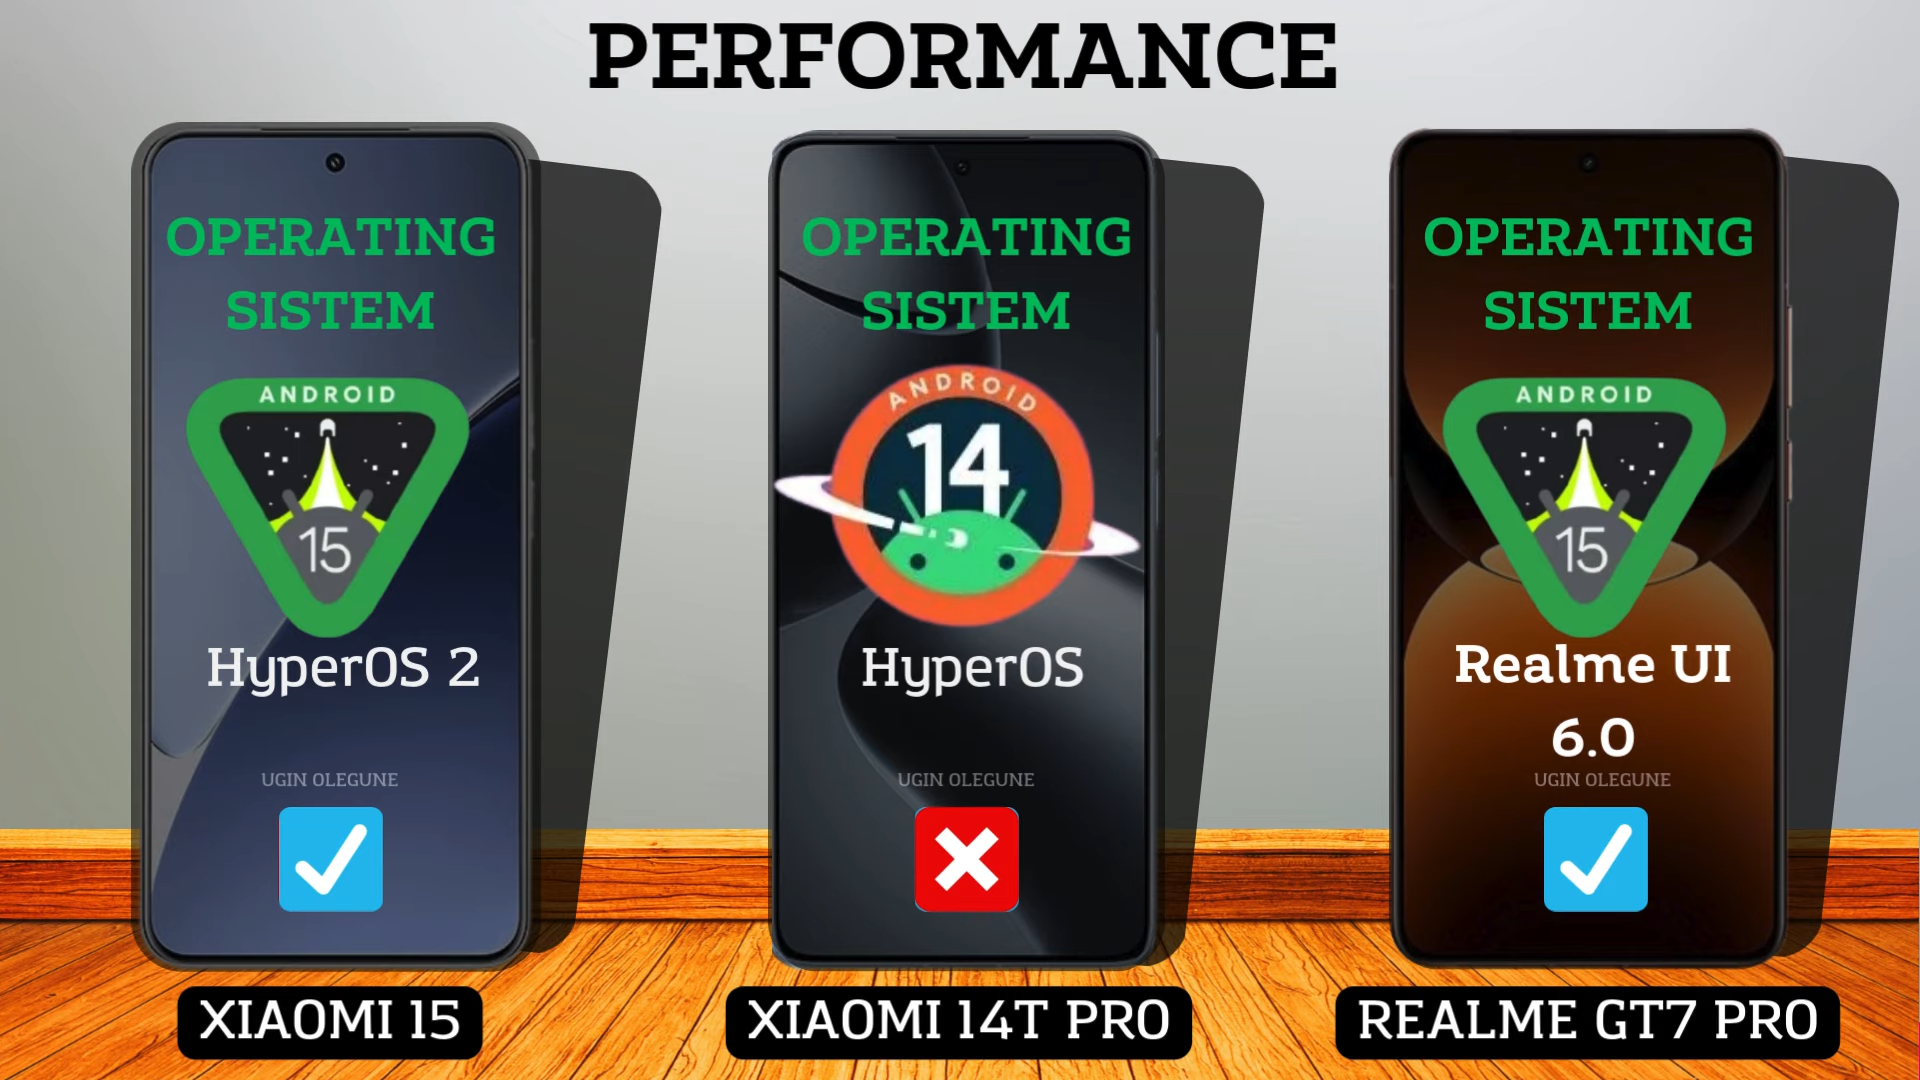 PERFORMANCE
OPERATING
SISTEM
ANDROID
15
HyperOS 2
UGIN OLEGUNE
XIAOMI 15
OPERATING
SISTEM
ANDROID
14
HyperOS
UGIN OLEGUNE
XIAOMI 14T PRO
OPERATING
SISTEM
ANDROID
15
Realme UI
6.0
UGIN OLEGUNE
REALME GT7 PRO